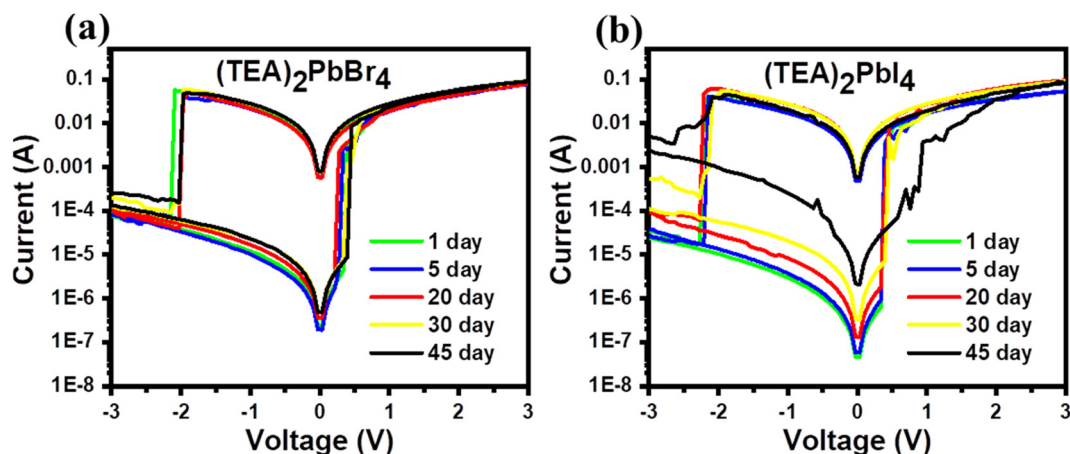 (a)
(TEA)2PbBr4
Current (A)
0.1
0.01
0.001
1E-4
1E-5
1E-6
1E-7
1E-8
1 day
5 day
20 day
30 day
45 day
-3
-2
-1
0
1
2
3
Voltage (V)
(b)
(TEA)2PbI4
Current (A)
0.1
0.01
0.001
1E-4
1E-5
1E-6
1E-7
1E-8
1 day
5 day
20 day
30 day
45 day
-3
-2
-1
0
1
2
3
Voltage (V)